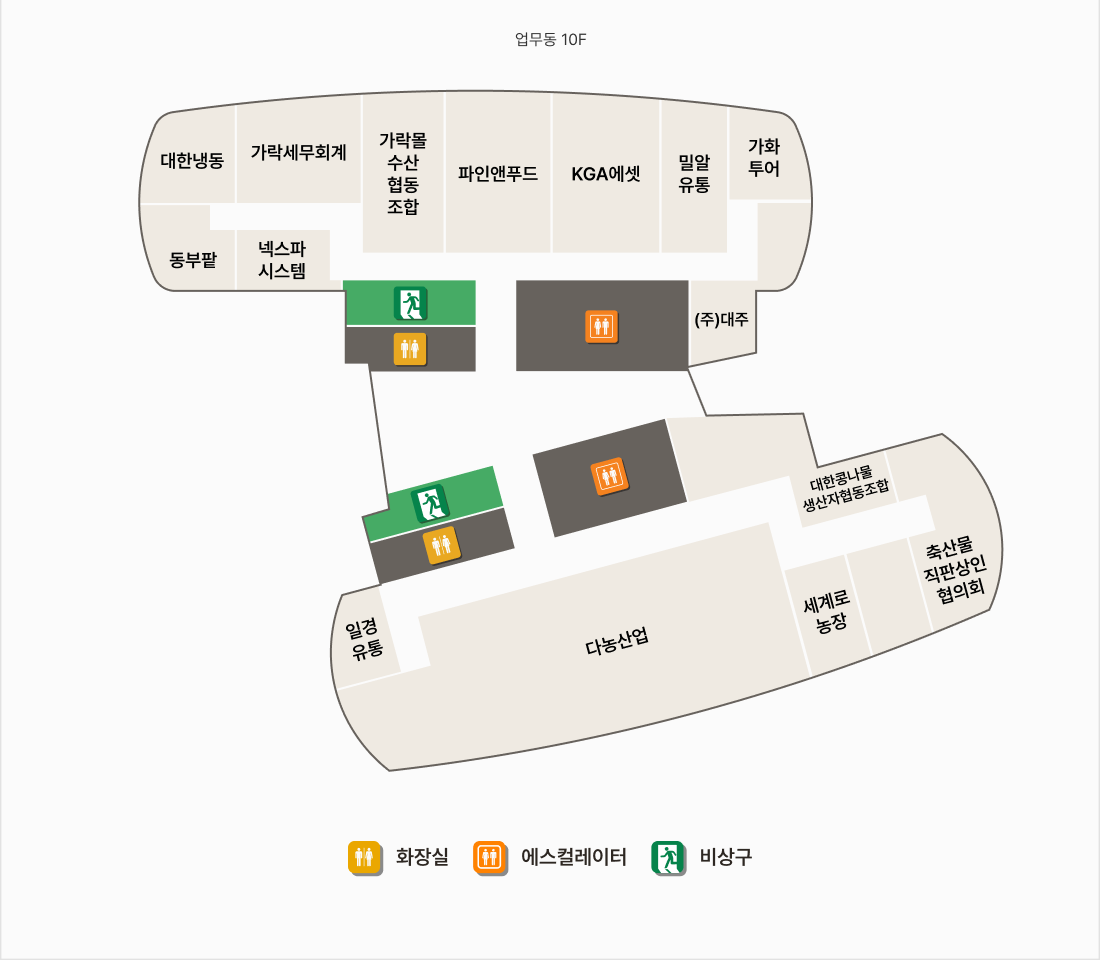 업무동 10F
대한냉동
가락세무회계
가락몰
수산
협동
조합
파인앤푸드
KGA에셋
밀알
유통
가화
투어
동부팥
넥스파
시스템
(주)대주
대한콩나물
생산자협동조합
축산물
직판상인
협의회
세계로
농장
일경
유통
다농산업
화장실
에스컬레이터
비상구